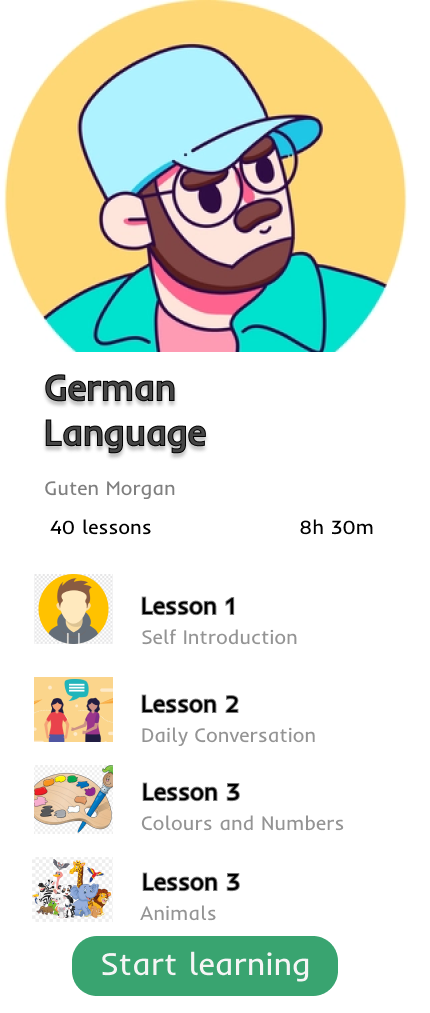 German
Language
Guten Morgan
40 lessons 8h 30m
Lesson 1
Self Introduction
Lesson 2
Daily Conversation
Lesson 3
Colours and Numbers
Lesson 3
Animals
Start learning